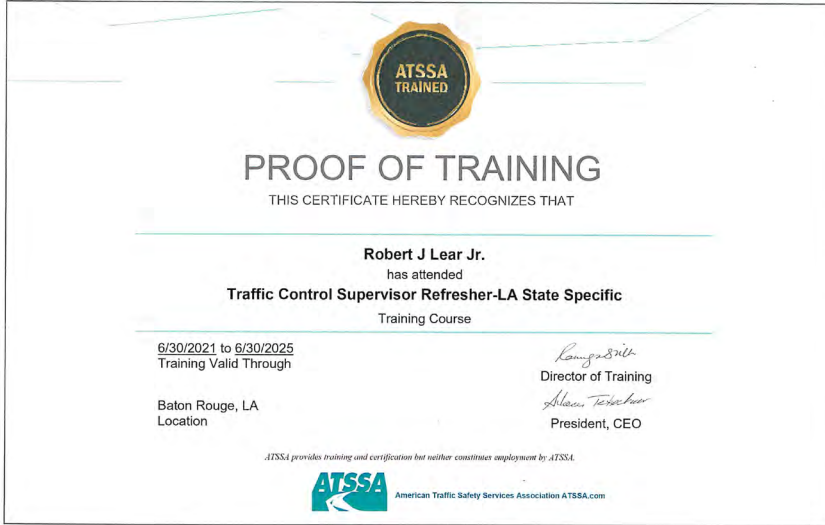 ATSSA
TRAINED
PROOF OF TRAINING
THIS CERTIFICATE HEREBY RECOGNIZES THAT
Robert J Lear Jr.
has attended
Traffic Control Supervisor Refresher-LA State Specific
Training Course
6/30/2021 to 6/30/2025
Training Valid Through
Director of Training
Baton Rouge, LA
Location
President, CEO
ATSSA provides training and certification but neither constitutes employment by ATSSA.
ATSSA
American Traffic Safety Services Association ATSSA.com